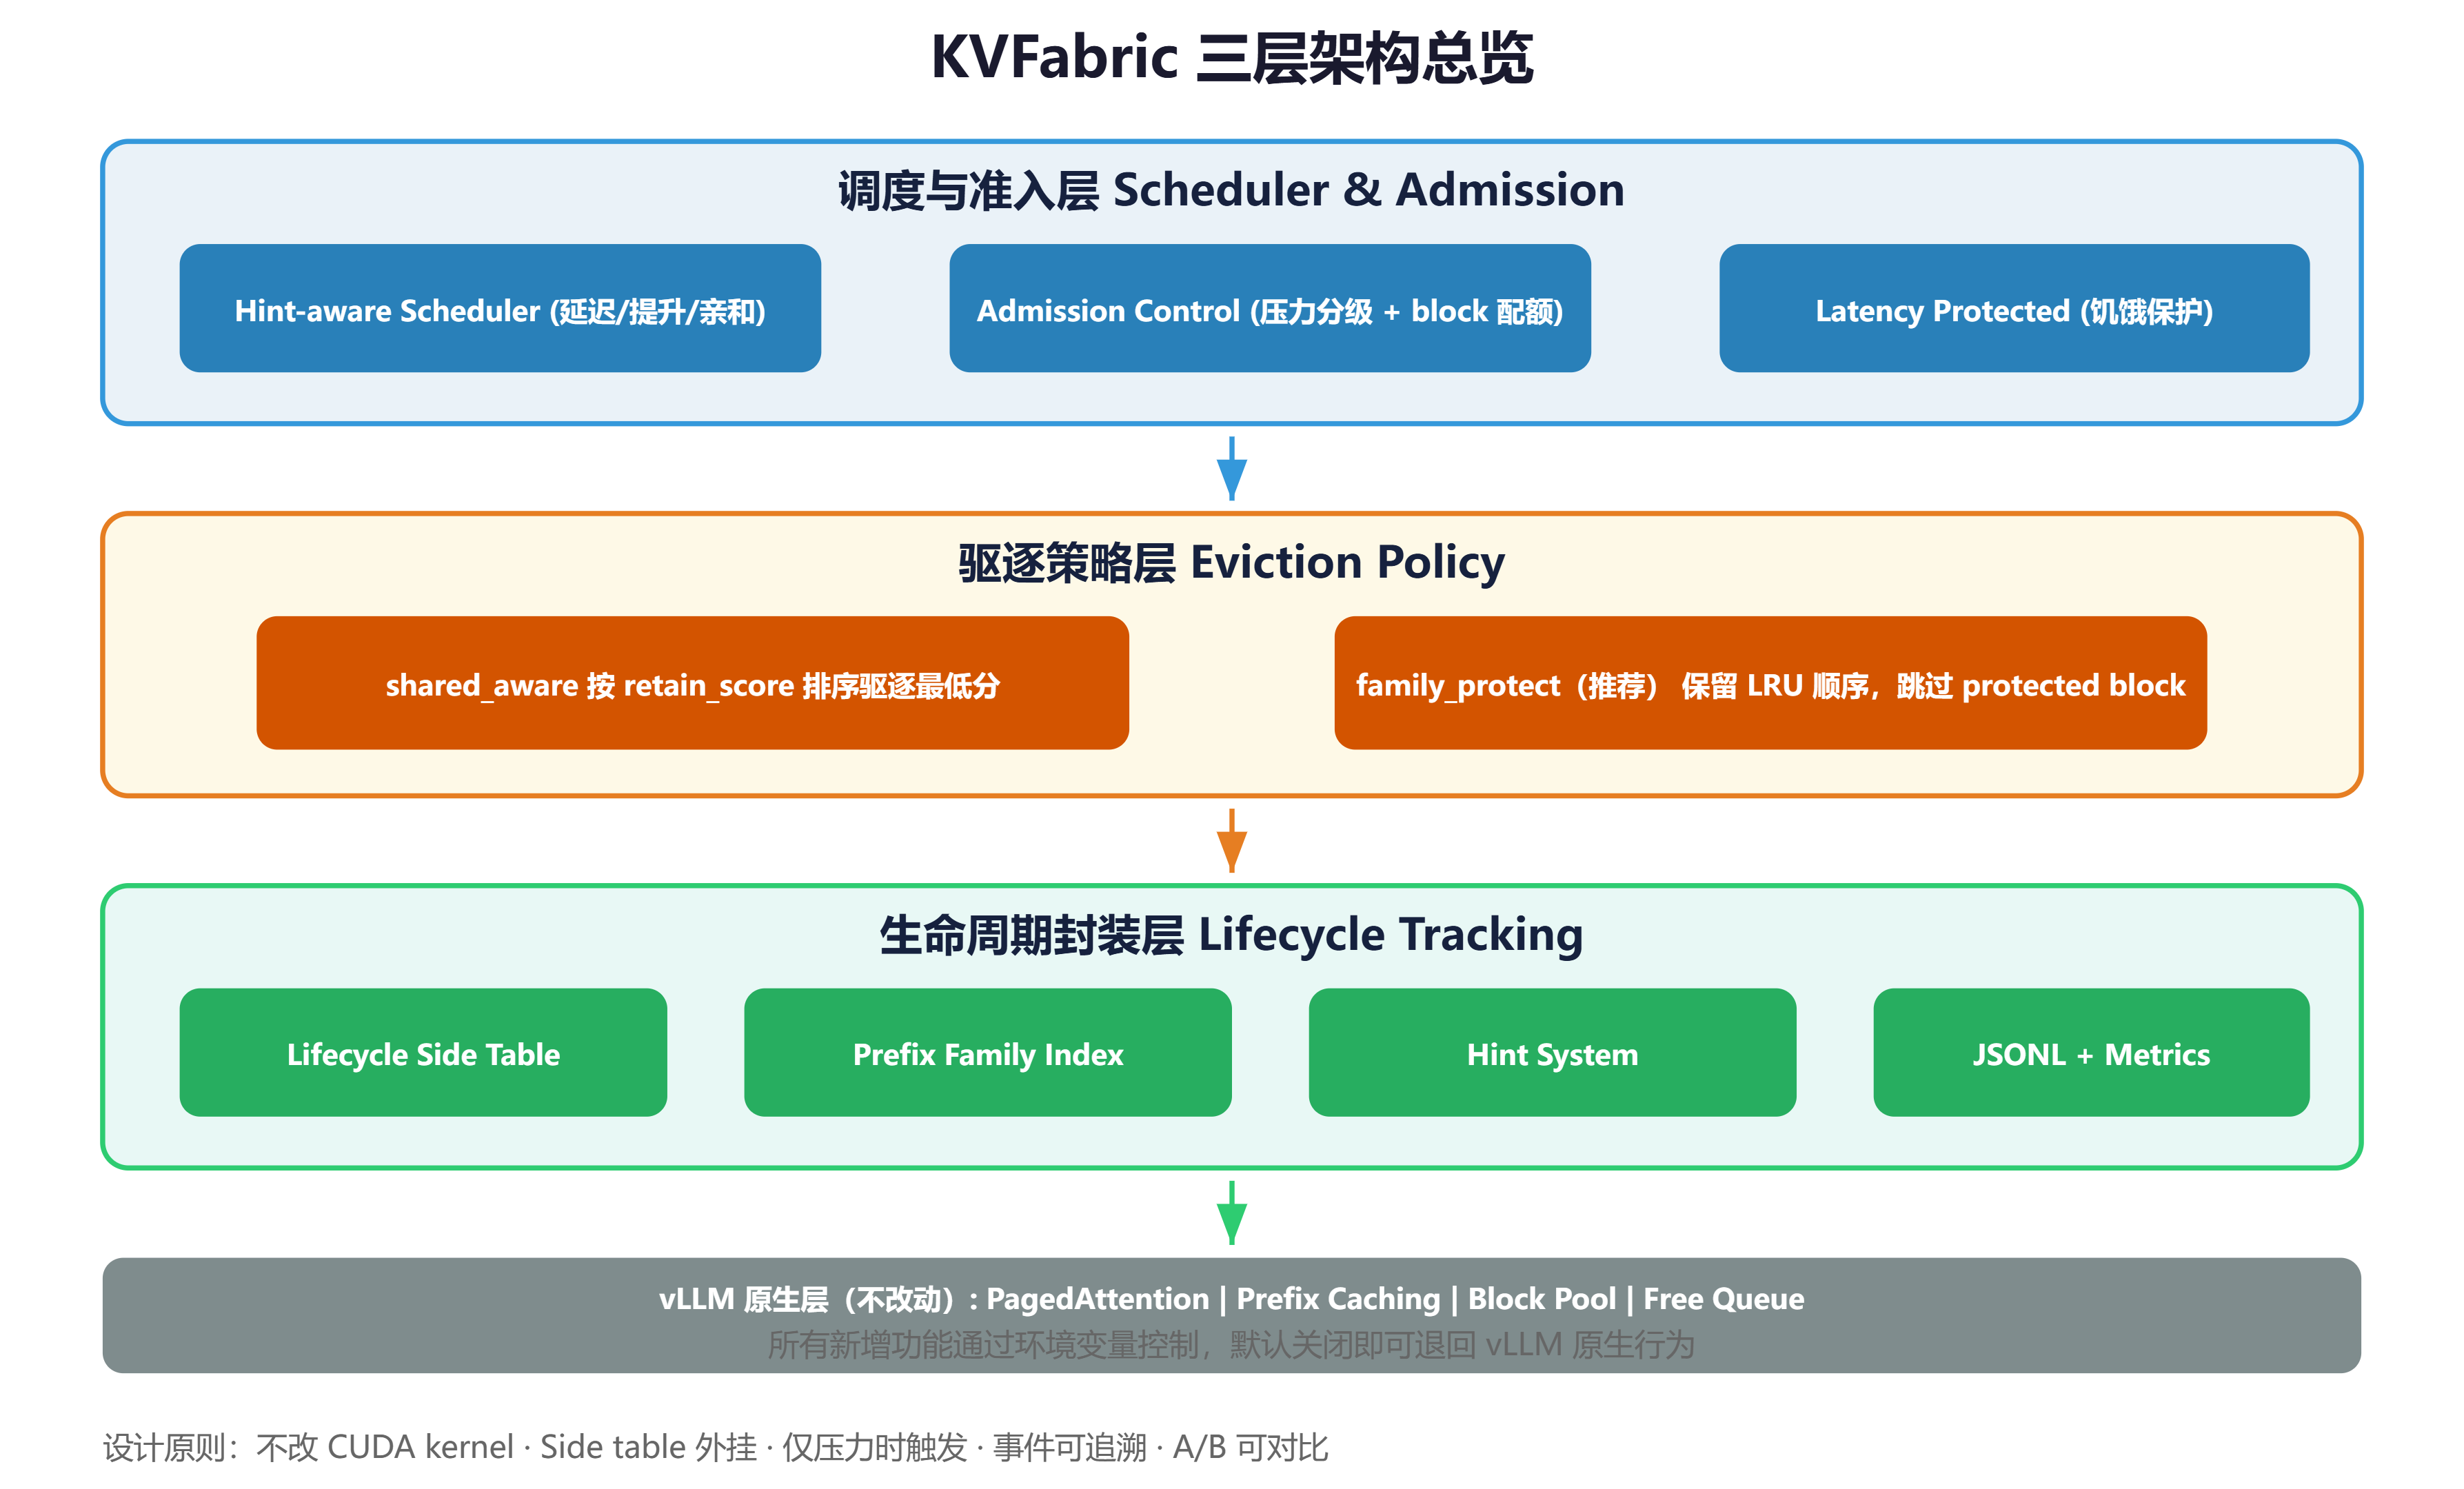 KVFabric 三层架构总览
调度与准入层 Scheduler & Admission
Hint-aware Scheduler (延迟/提升/亲和)
Admission Control (压力分级 + block 配额)
Latency Protected (饥饿保护)
驱逐策略层 Eviction Policy
shared_aware 按 retain_score 排序驱逐最低分
family_protect（推荐） 保留 LRU 顺序，跳过 protected block
生命周期封装层 Lifecycle Tracking
Lifecycle Side Table
Prefix Family Index
Hint System
JSONL + Metrics
vLLM 原生层（不改动）: PagedAttention | Prefix Caching | Block Pool | Free Queue
所有新增功能通过环境变量控制，默认关闭即可退回 vLLM 原生行为
设计原则：不改 CUDA kernel · Side table 外挂 · 仅压力时触发 · 事件可追溯 · A/B 可对比